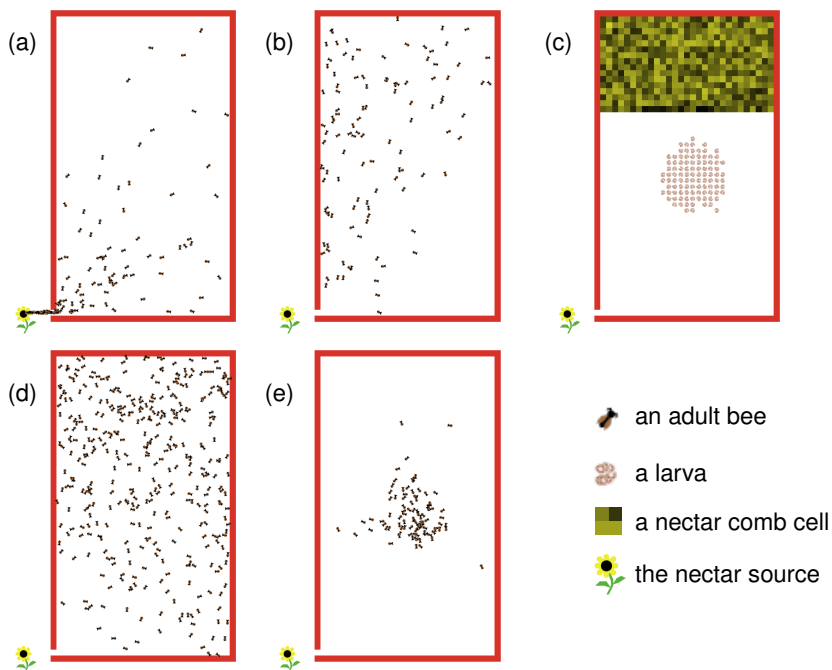 (a)
(b)
(c)
(d)
(e)
an adult bee
a larva
a nectar comb cell
the nectar source